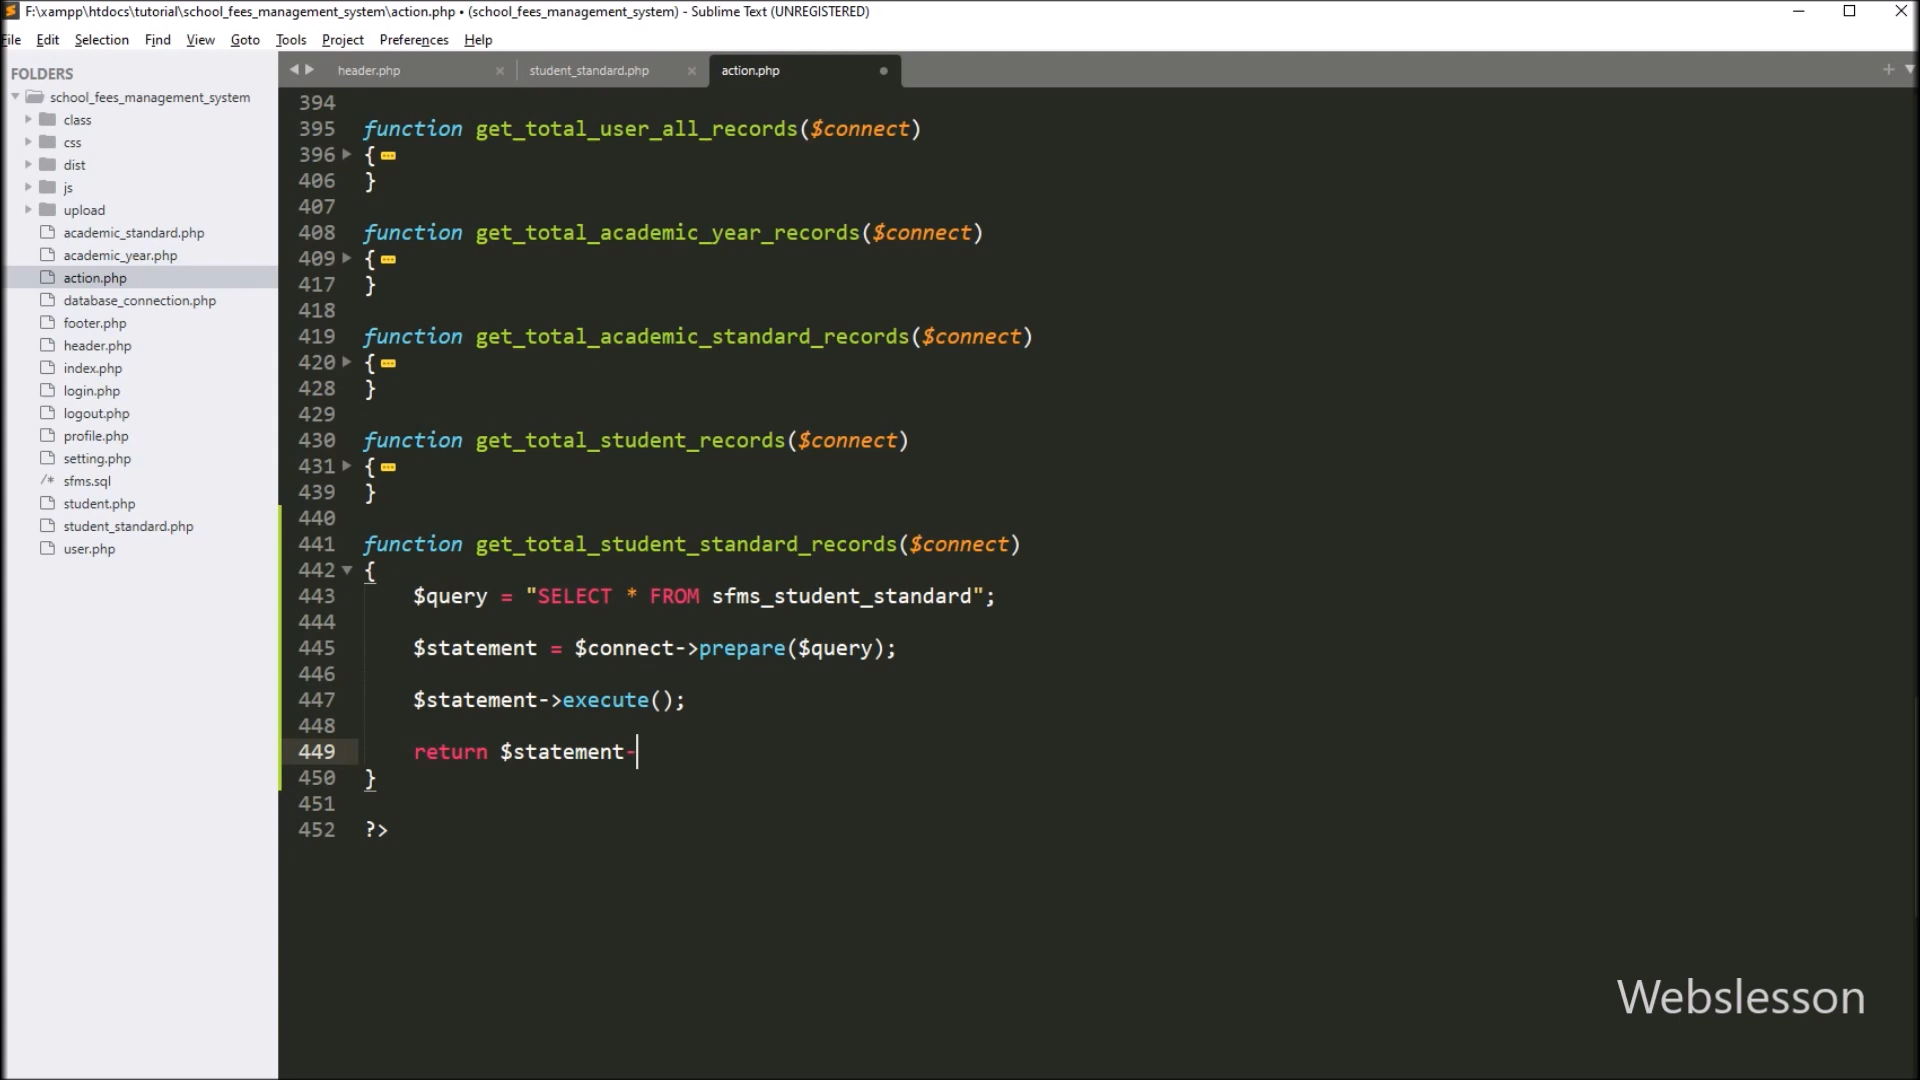 F:\xampp\htdocs\tutorial\school_fees_management_system\action.php • (school_fees_management_system) - Sublime Text (UNREGISTERED)
File Edit Selection Find View Goto Tools Project Preferences Help
FOLDERS
school_fees_management_system
class
css
dist
js
upload
academic_standard.php
academic_year.php
action.php
database_connection.php
footer.php
header.php
index.php
login.php
logout.php
profile.php
setting.php
/* sfms.sql
student.php
student_standard.php
user.php
header.php student_standard.php action.php
394
395 function get_total_user_all_records($connect)
396 {
406 }
407
408 function get_total_academic_year_records($connect)
409 {
417 }
418
419 function get_total_academic_standard_records($connect)
420 {
428 }
429
430 function get_total_student_records($connect)
431 {
439 }
440
441 function get_total_student_standard_records($connect)
442 {
443 $query = "SELECT * FROM sfms_student_standard";
444
445 $statement = $connect->prepare($query);
446
447 $statement->execute();
448
449 return $statement-
450 }
451
452 ?>
Webslesson